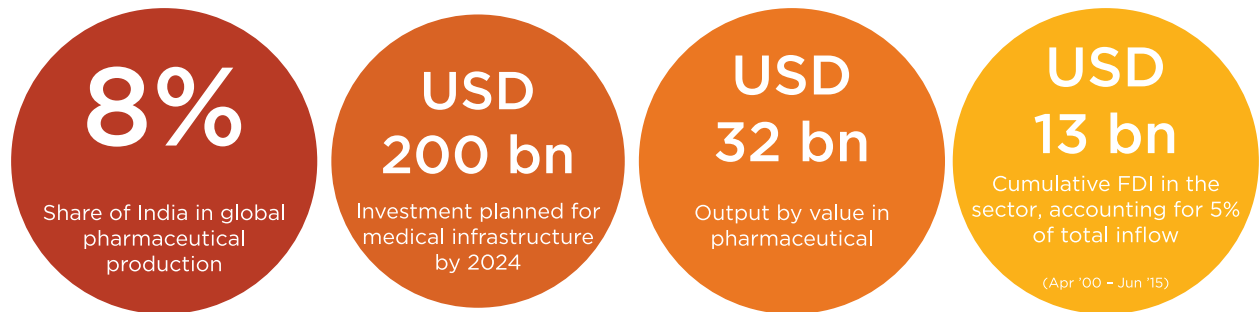 8%
Share of India in global
pharmaceutical
production
USD
200 bn
Investment planned for
medical infrastructure
by 2024
USD
32 bn
Output by value in
pharmaceutical
USD
13 bn
Cumulative FDI in the
sector, accounting for 5%
of total inflow
(Apr '00 – Jun '15)